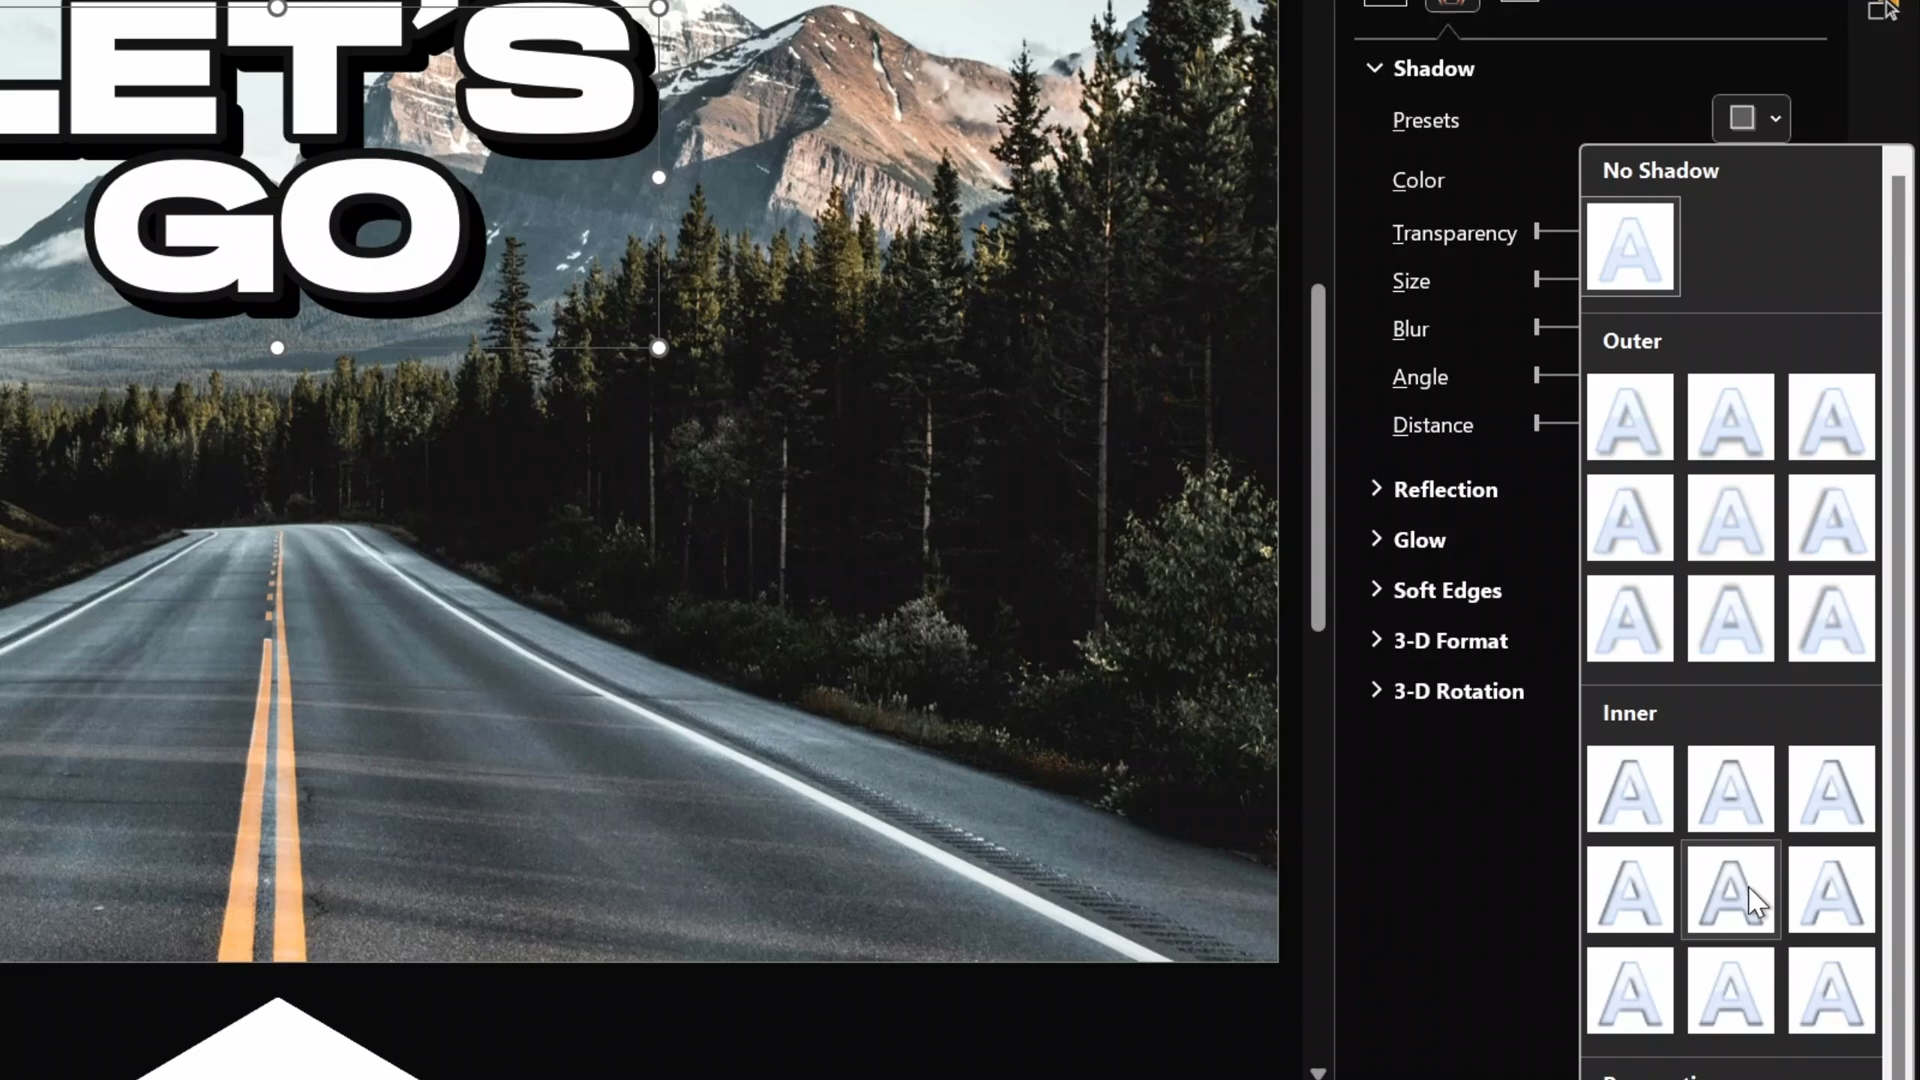 LET'S
GO
Shadow
Presets
Color
Transparency
Size
Blur
Angle
Distance
Reflection
Glow
Soft Edges
3-D Format
3-D Rotation
No Shadow
A
Outer
A A A
A A A
A A A
Inner
A A A
A A A
A A A